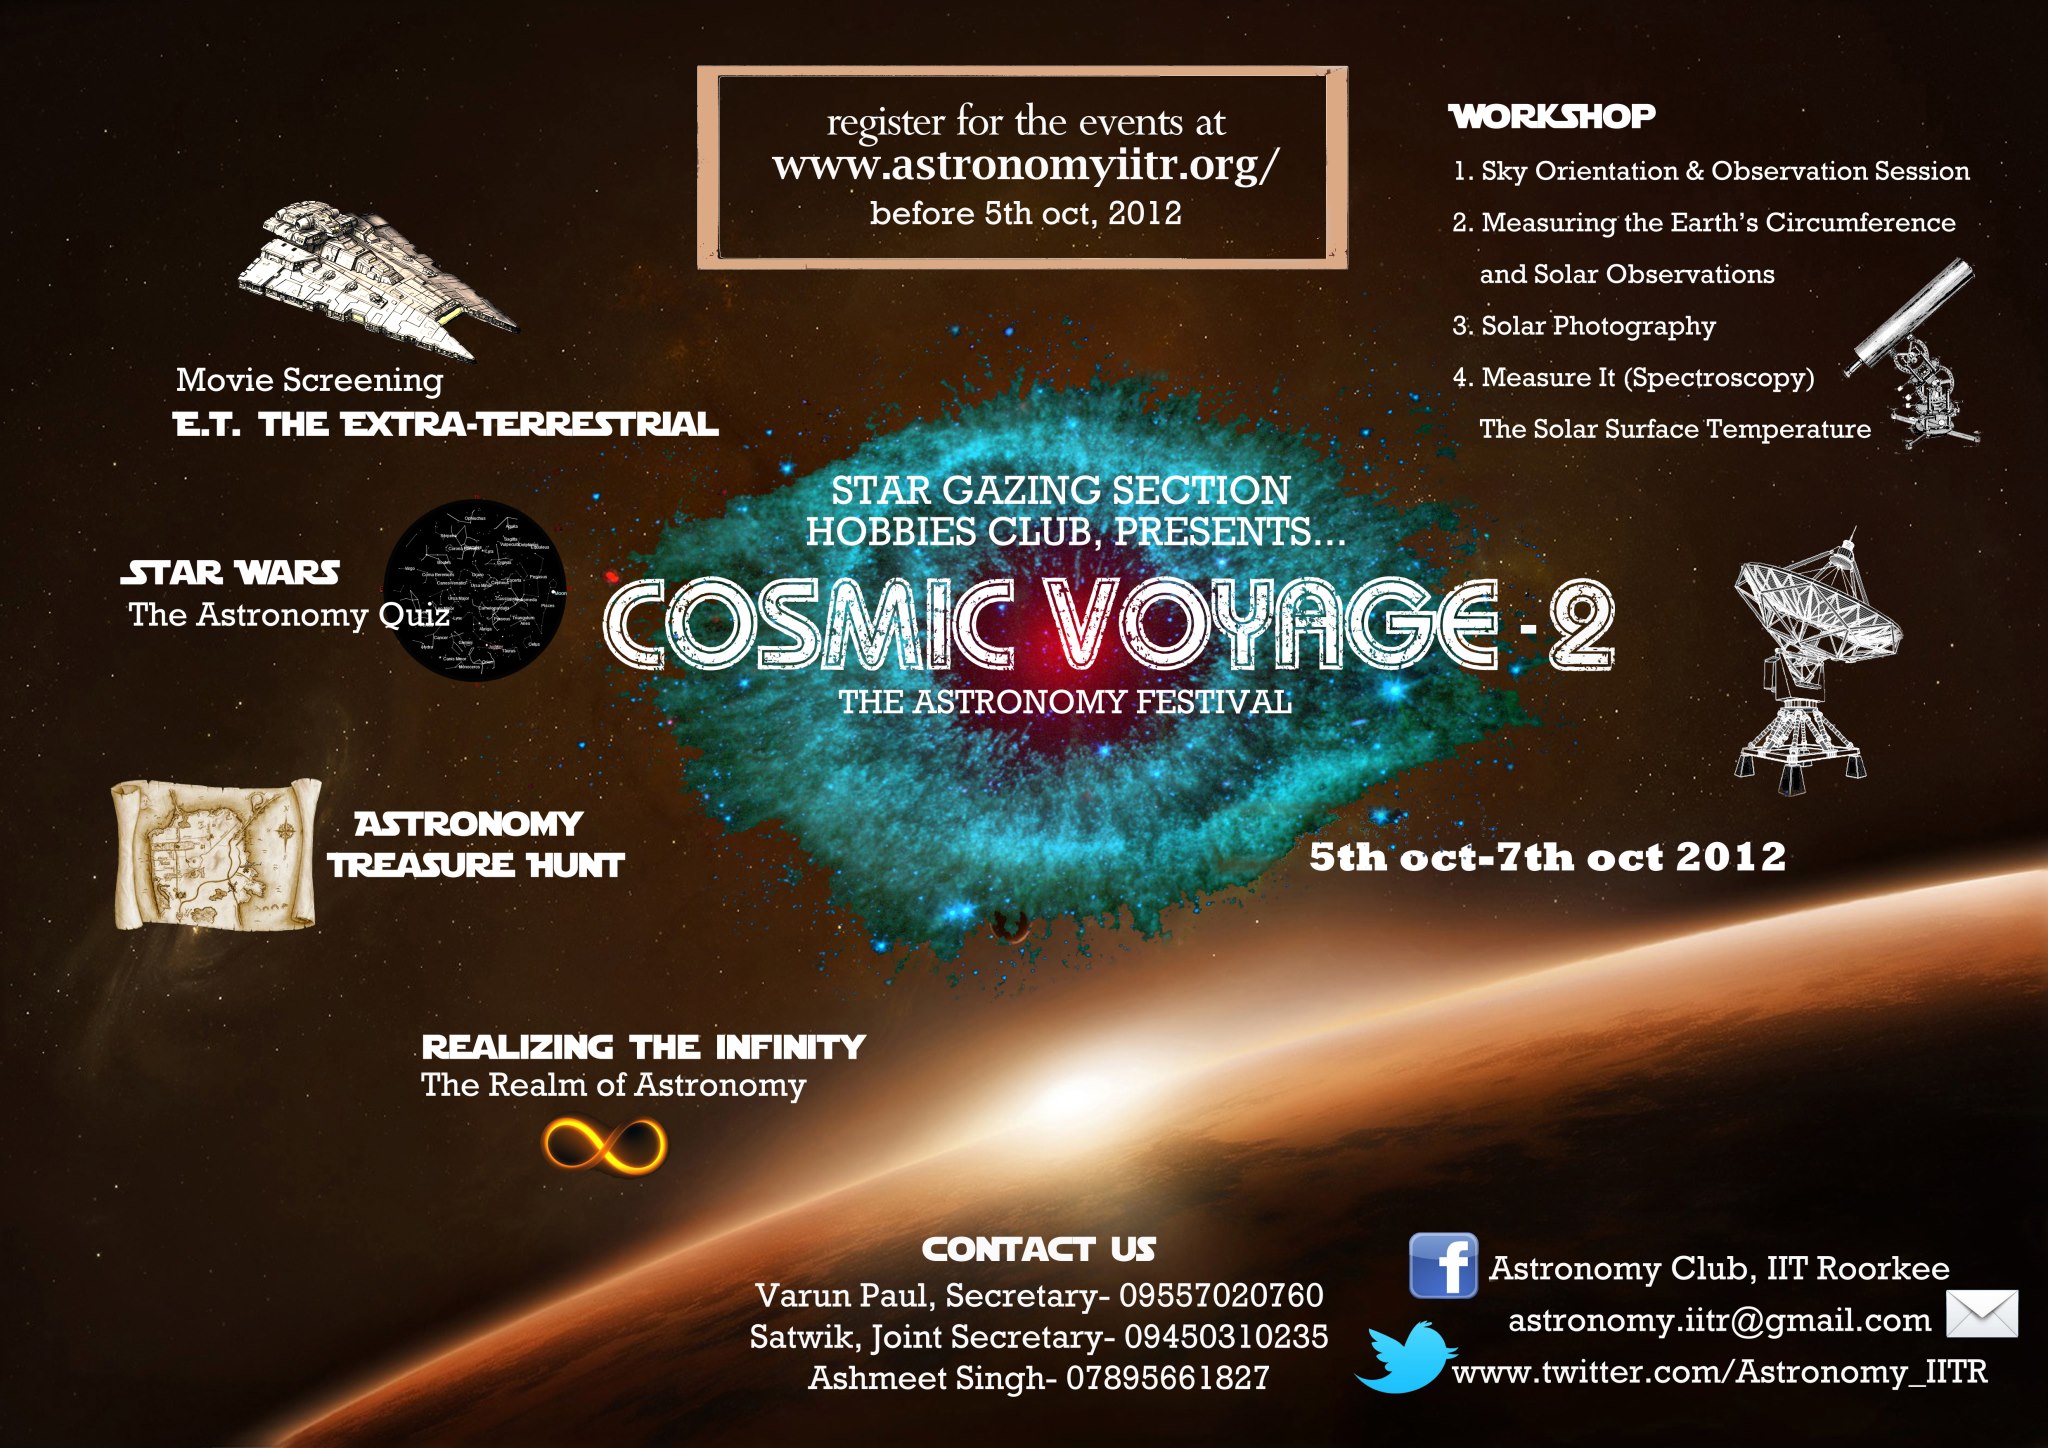 register for the events at
www.astronomyiitr.org/
before 5th oct, 2012
WORKSHOP
1. Sky Orientation & Observation Session
2. Measuring the Earth's Circumference
and Solar Observations
3. Solar Photography
4. Measure It (Spectroscopy)
The Solar Surface Temperature
Movie Screening
E.T. THE EXTRA-TERRESTRIAL
STAR GAZING SECTION
HOBBIES CLUB, PRESENTS...
COSMIC VOYAGE - 2
THE ASTRONOMY FESTIVAL
STAR WARS
The Astronomy Quiz
ASTRONOMY
TREASURE HUNT
5th oct-7th oct 2012
REALIZING THE INFINITY
The Realm of Astronomy
CONTACT US
Varun Paul, Secretary- 09557020760
Satwik, Joint Secretary- 09450310235
Ashmeet Singh- 07895661827
f Astronomy Club, IIT Roorkee
astronomy.iitr@gmail.com
www.twitter.com/Astronomy_IITR